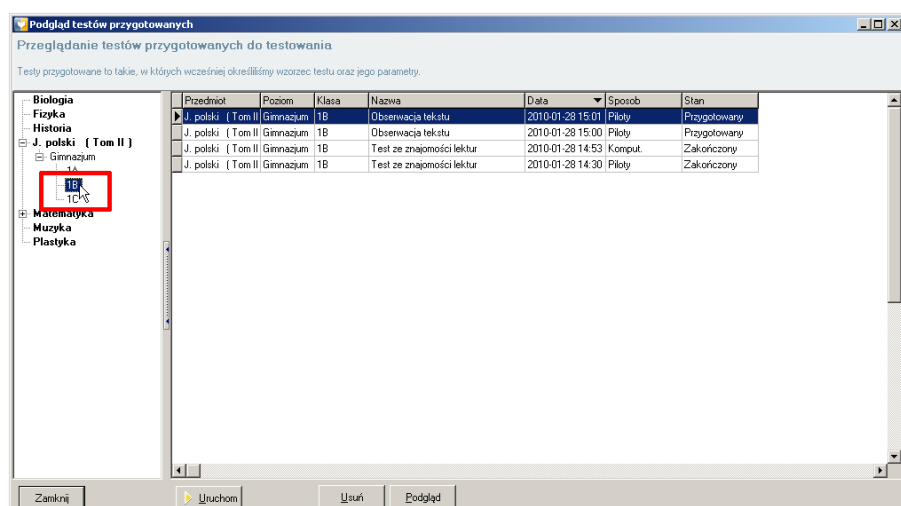 Podgląd testów przygotowanych
Przeglądanie testów przygotowanych do testowania
Testy przygotowane to takie, w których wcześniej określiliśmy wzorzec testu oraz jego parametry.
Biologia
Fizyka
Historia
J. polski ( Tom II )
Gimnazjum
1A
1B
1C
Matematyka
Muzyka
Plastyka
Przedmiot Poziom Klasa Nazwa Data Sposob Stan
J. polski ( Tom II Gimnazjum 1B Obserwacja tekstu 2010-01-28 15:01 Piloty Przygotowany
J. polski ( Tom II Gimnazjum 1B Obserwacja tekstu 2010-01-28 15:00 Piloty Przygotowany
J. polski ( Tom II Gimnazjum 1B Test ze znajomości lektur 2010-01-28 14:53 Komput. Zakończony
J. polski ( Tom II Gimnazjum 1B Test ze znajomości lektur 2010-01-28 14:30 Piloty Zakończony
Zamknij Uruchom Usuń Podgląd